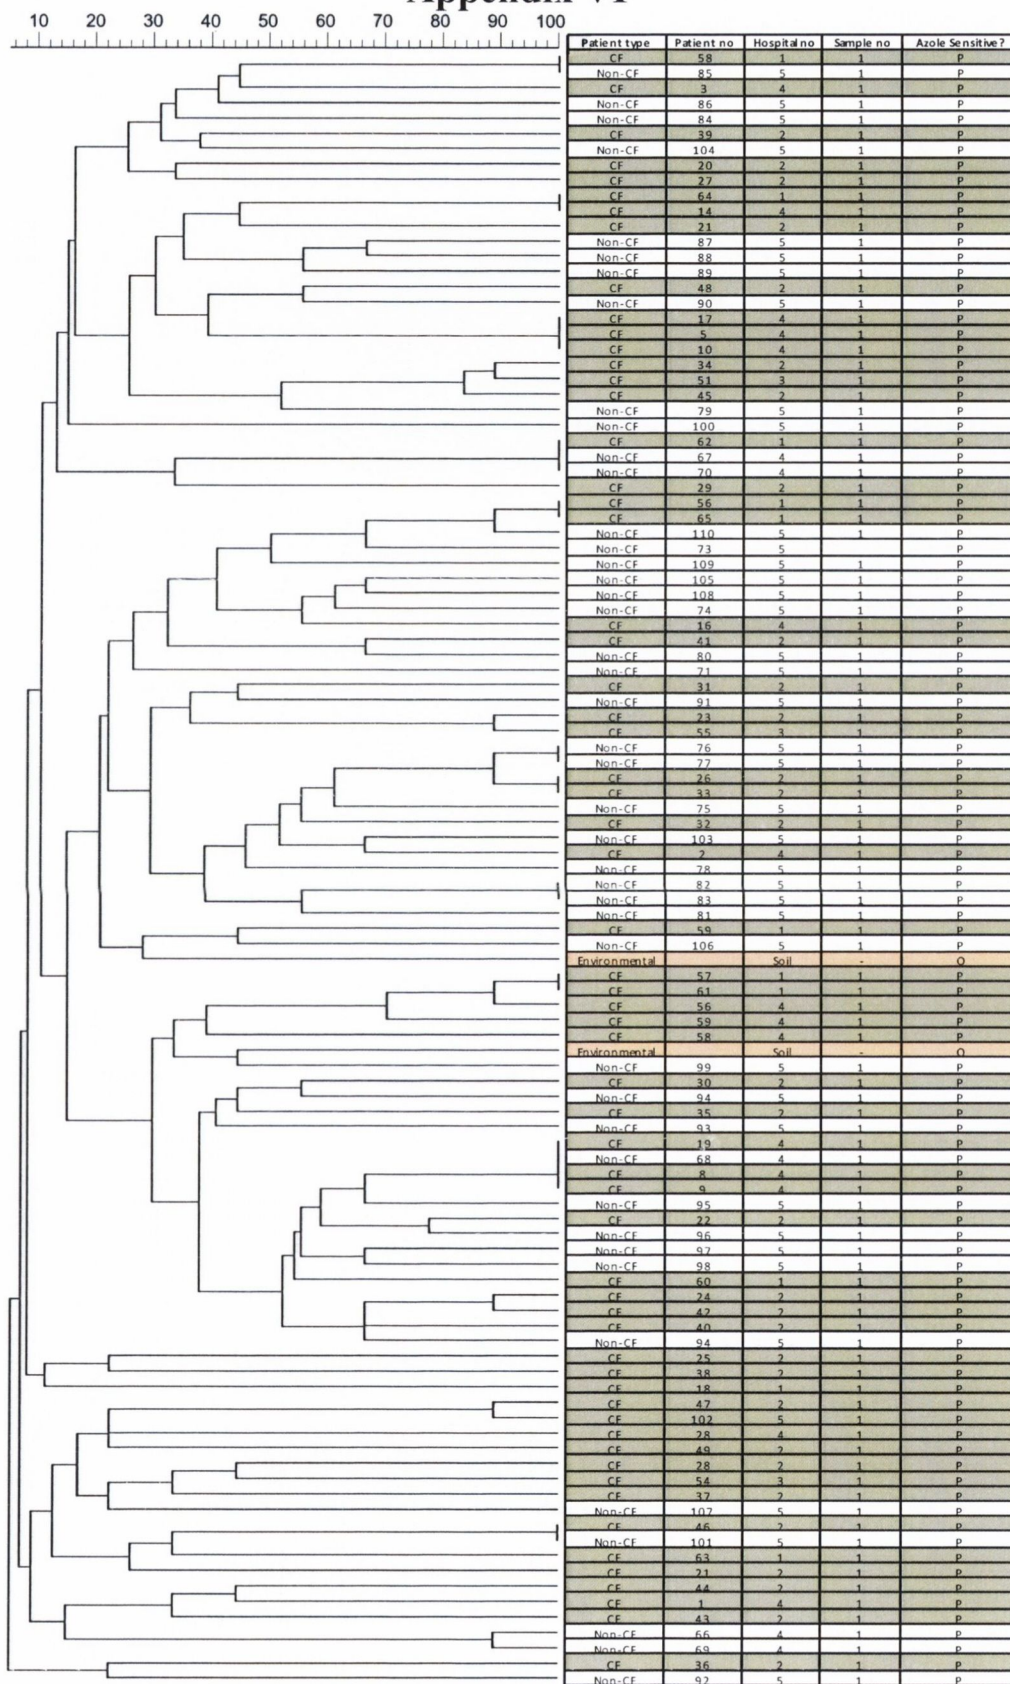 Appendix VI
10 20 30 40 50 60 70 80 90 100
Patient type Patient no Hospital no Sample no Azole Sensitive?
CF 58 1 1 P
Non-CF 85 5 1 P
CF 3 4 1 P
Non-CF 86 5 1 P
Non-CF 84 5 1 P
CF 39 2 1 P
Non-CF 104 5 1 P
CF 20 2 1 P
CF 27 2 1 P
CF 64 1 1 P
CF 14 4 1 P
CF 21 2 1 P
Non-CF 87 5 1 P
Non-CF 88 5 1 P
Non-CF 89 5 1 P
CF 48 2 1 P
Non-CF 90 5 1 P
CF 17 4 1 P
CF 5 4 1 P
CF 10 4 1 P
CF 34 2 1 P
CF 51 3 1 P
CF 45 2 1 P
Non-CF 79 5 1 P
Non-CF 100 5 1 P
CF 62 1 1 P
Non-CF 67 4 1 P
Non-CF 70 4 1 P
CF 29 2 1 P
CF 56 1 1 P
CF 65 1 1 P
Non-CF 110 5 1 P
Non-CF 73 5 P
Non-CF 109 5 1 P
Non-CF 105 5 1 P
Non-CF 108 5 1 P
Non-CF 74 5 1 P
CF 16 4 1 P
CF 41 2 1 P
Non-CF 80 5 1 P
Non-CF 71 5 1 P
CF 31 2 1 P
Non-CF 91 5 1 P
CF 23 2 1 P
CF 55 3 1 P
Non-CF 76 5 1 P
Non-CF 77 5 1 P
CF 26 2 1 P
CF 33 2 1 P
Non-CF 75 5 1 P
CF 32 2 1 P
Non-CF 103 5 1 P
CF 2 4 1 P
Non-CF 78 5 1 P
Non-CF 82 5 1 P
Non-CF 83 5 1 P
Non-CF 81 5 1 P
CF 59 1 1 P
Non-CF 106 5 1 P
Environmental Soil - O
CF 57 1 1 P
CF 61 1 1 P
CF 56 4 1 P
CF 59 4 1 P
CF 58 4 1 P
Environmental Soil - O
Non-CF 99 5 1 P
CF 30 2 1 P
Non-CF 94 5 1 P
CF 35 2 1 P
Non-CF 93 5 1 P
CF 19 4 1 P
Non-CF 68 4 1 P
CF 8 4 1 P
CF 9 4 1 P
Non-CF 95 5 1 P
CF 22 2 1 P
Non-CF 96 5 1 P
Non-CF 97 5 1 P
Non-CF 98 5 1 P
CF 60 1 1 P
CF 24 2 1 P
CF 42 2 1 P
CF 40 2 1 P
Non-CF 94 5 1 P
CF 25 2 1 P
CF 38 2 1 P
CF 18 1 1 P
CF 47 2 1 P
CF 102 5 1 P
CF 28 4 1 P
CF 49 2 1 P
CF 28 2 1 P
CF 54 3 1 P
CF 37 2 1 P
Non-CF 107 5 1 P
CF 46 2 1 P
Non-CF 101 5 1 P
CF 63 1 1 P
CF 21 2 1 P
CF 44 2 1 P
CF 1 4 1 P
CF 43 2 1 P
Non-CF 66 4 1 P
Non-CF 69 4 1 P
CF 36 2 1 P
Non-CF 92 5 1 P